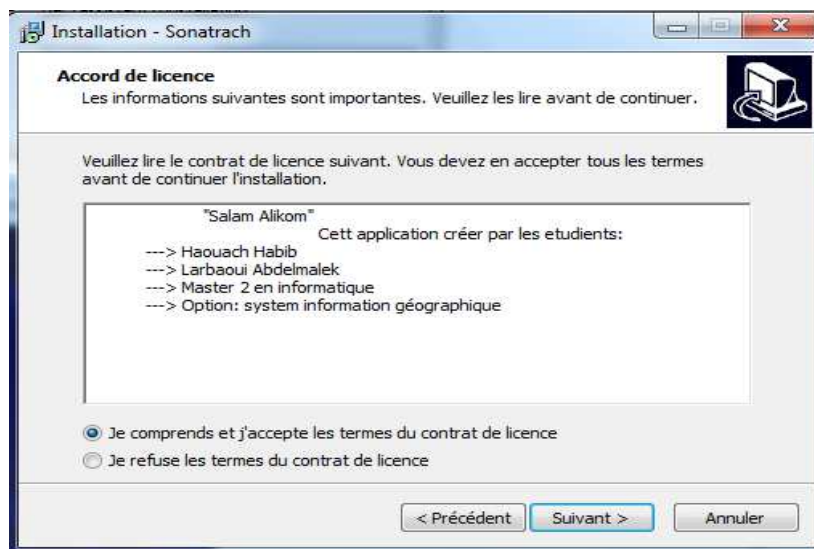 Installation - Sonatrach
Accord de licence
Les informations suivantes sont importantes. Veuillez les lire avant de continuer.
Veuillez lire le contrat de licence suivant. Vous devez en accepter tous les termes
avant de continuer l'installation.
"Salam Alikom"
Cett application créer par les etudients:
---> Haouach Habib
---> Larbaoui Abdelmalek
---> Master 2 en informatique
---> Option: system information géographique
Je comprends et j'accepte les termes du contrat de licence
Je refuse les termes du contrat de licence
< Précédent Suivant > Annuler